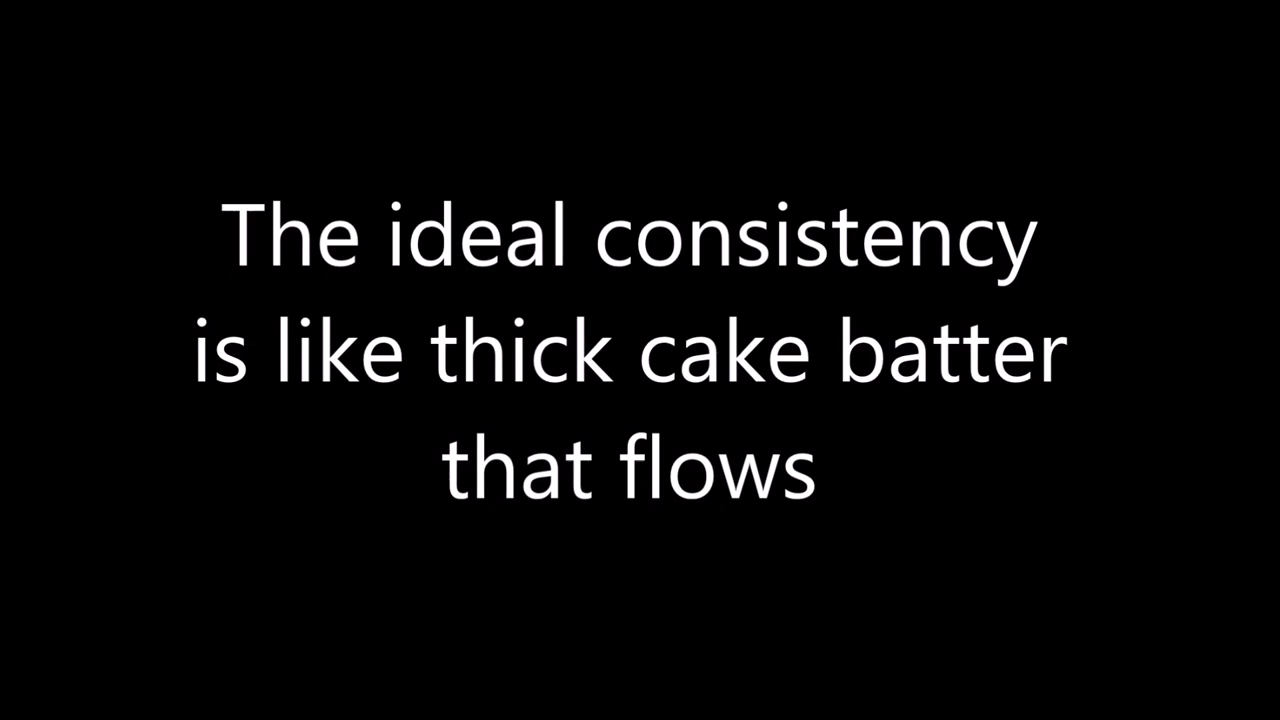 The ideal consistency
is like thick cake batter
that flows